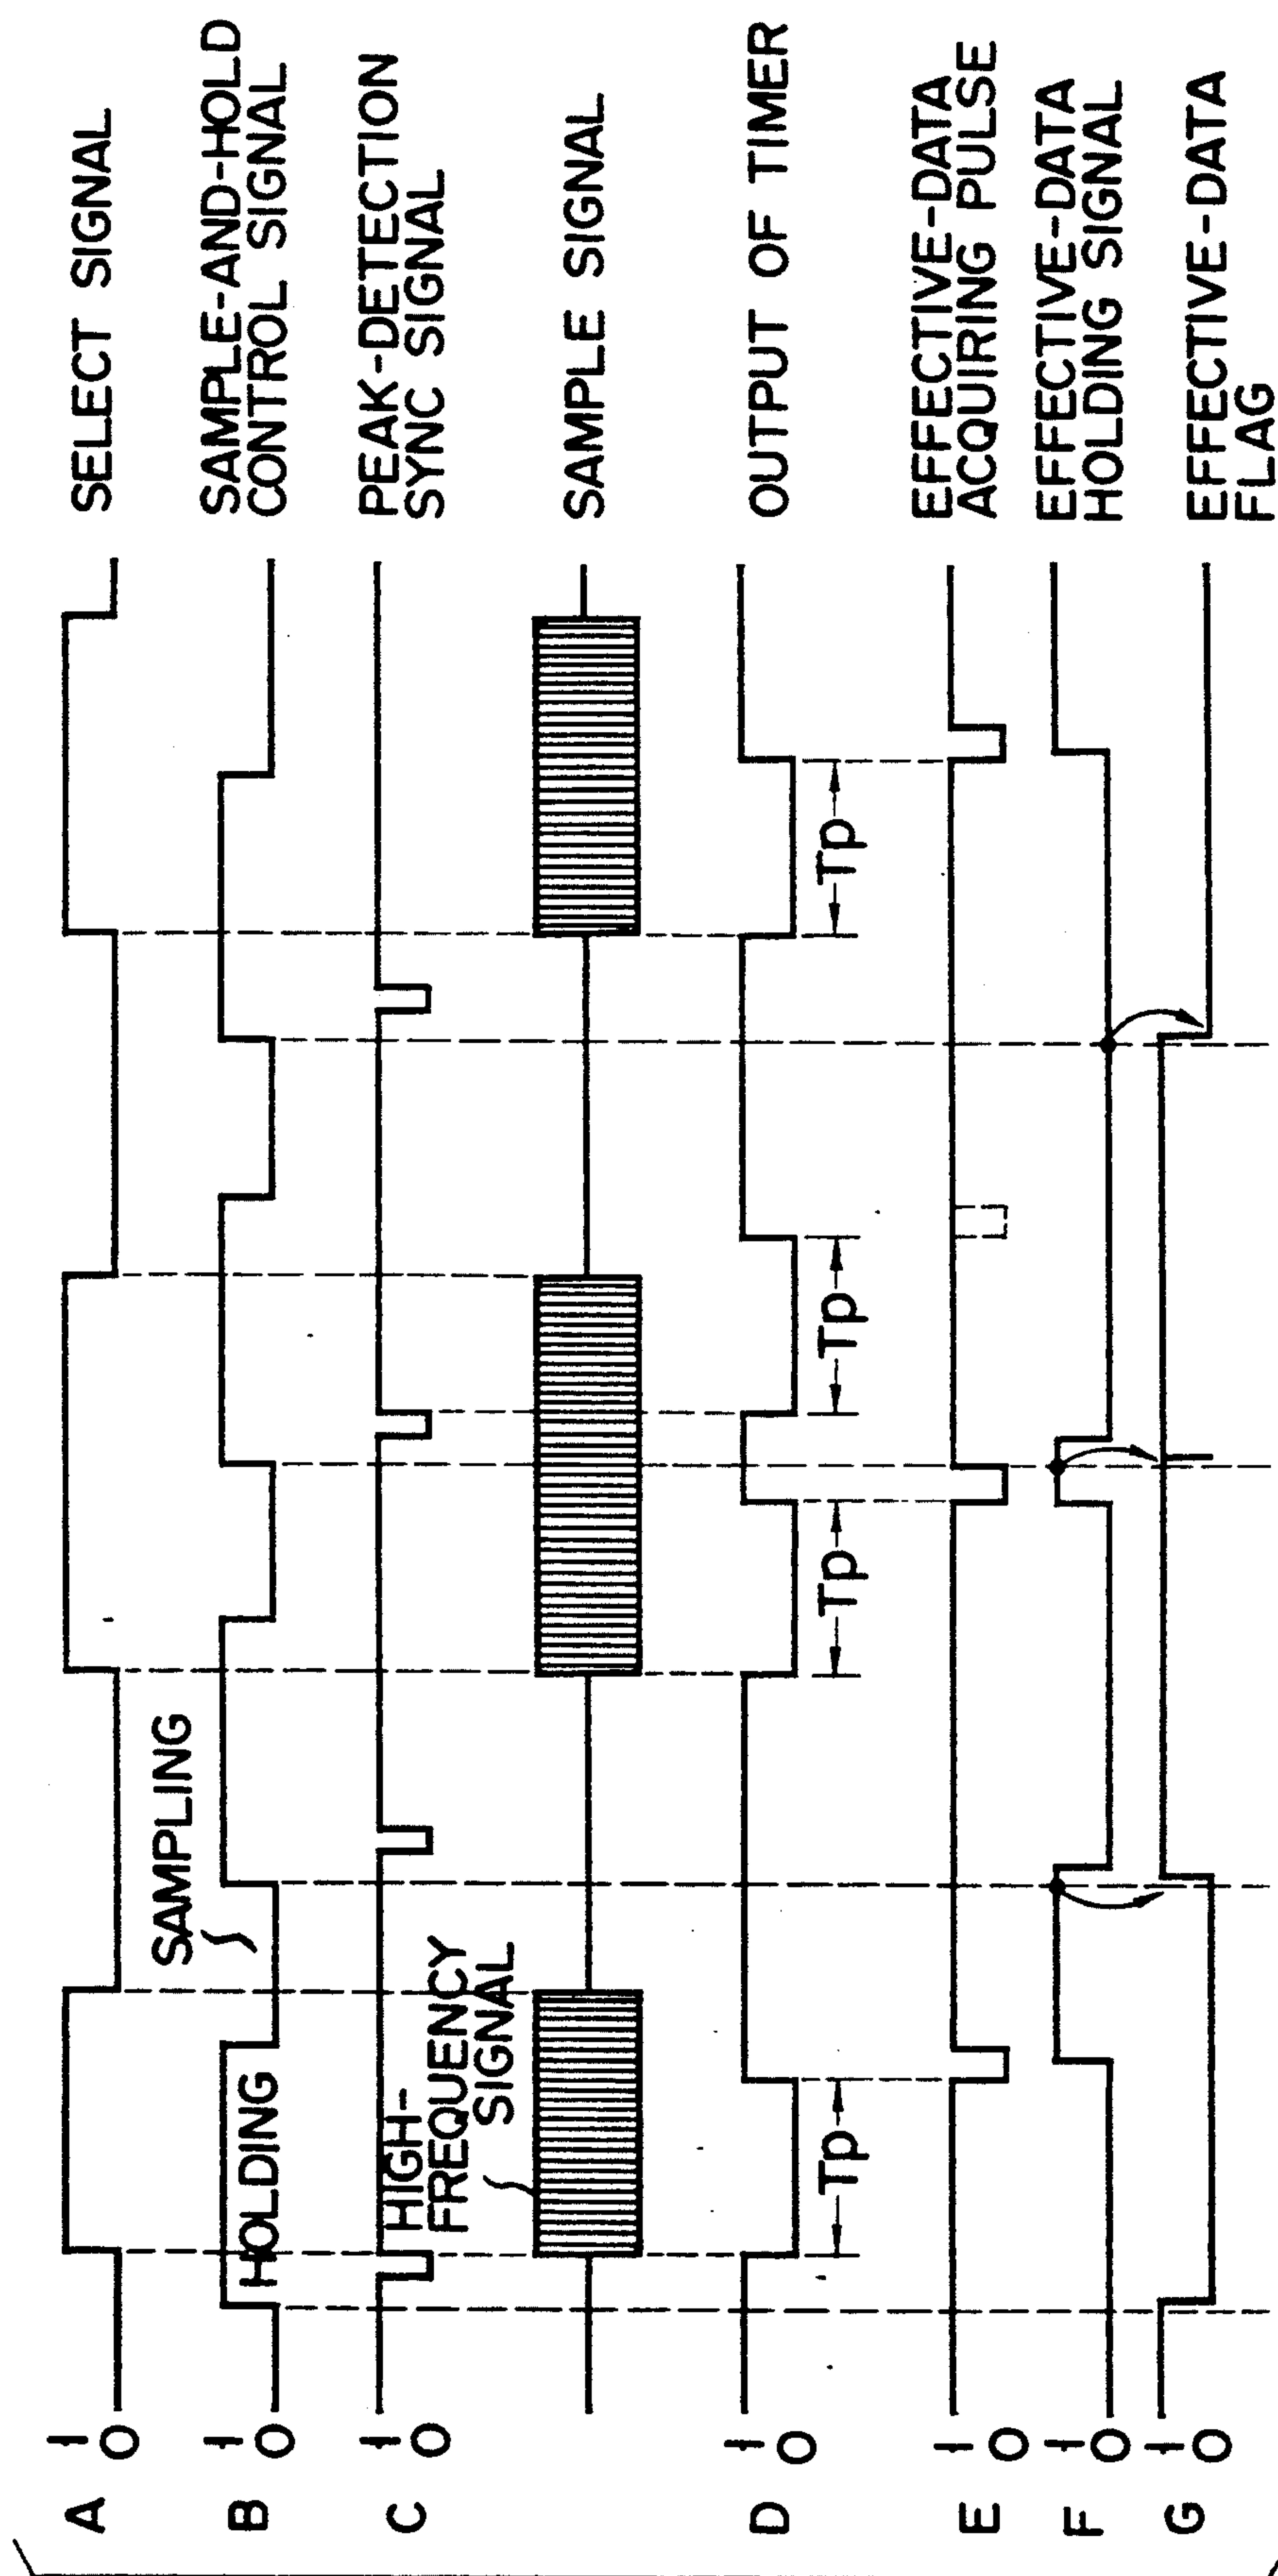 A
1
0
SELECT SIGNAL
B
1
0
HOLDING
SAMPLING
SAMPLE-AND-HOLD
CONTROL SIGNAL
C
1
0
PEAK-DETECTION
SYNC SIGNAL
HIGH-
FREQUENCY
SIGNAL
SAMPLE SIGNAL
D
1
0
Tp
Tp
Tp
Tp
OUTPUT OF TIMER
E
1
0
EFFECTIVE-DATA
ACQUIRING PULSE
F
1
0
EFFECTIVE-DATA
HOLDING SIGNAL
G
1
0
EFFECTIVE-DATA
FLAG